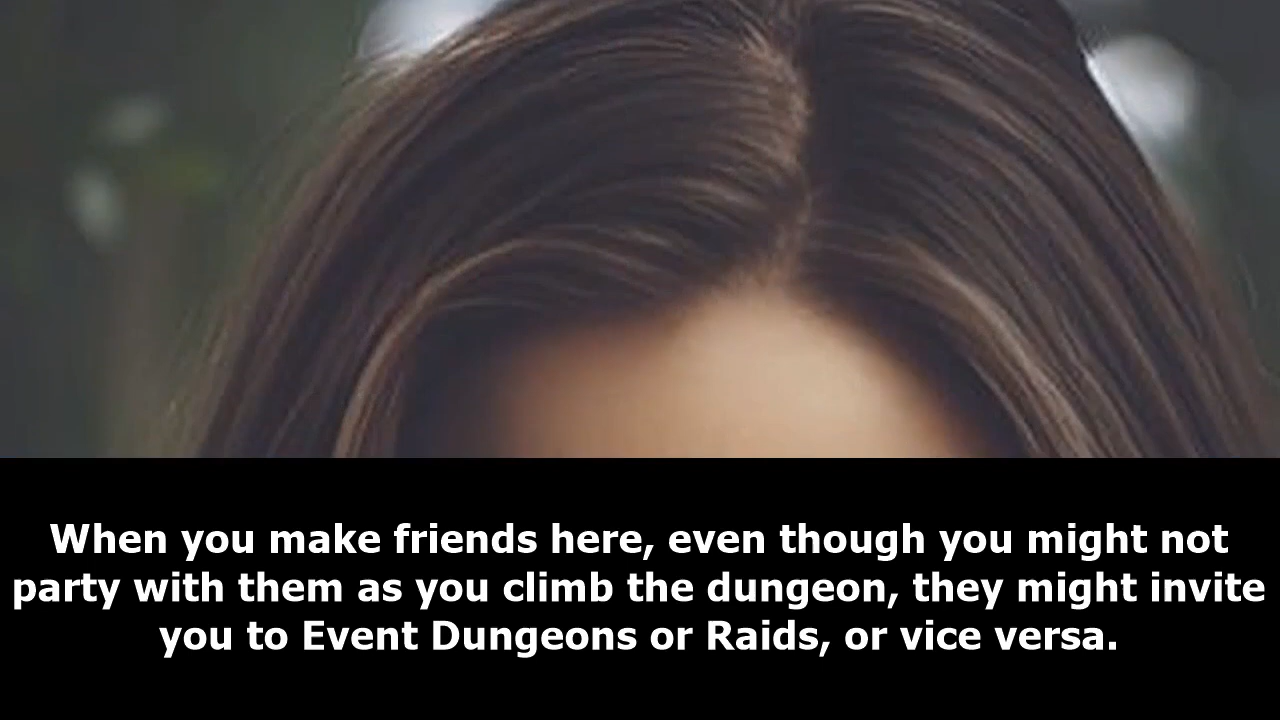 When you make friends here, even though you might not
party with them as you climb the dungeon, they might invite
you to Event Dungeons or Raids, or vice versa.